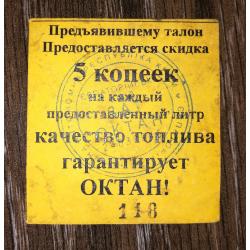 Предъявившему талон
Предоставляется скидка
5 копеек
на каждый
предоставленный литр
качество топлива
гарантирует
ОКТАН!
118